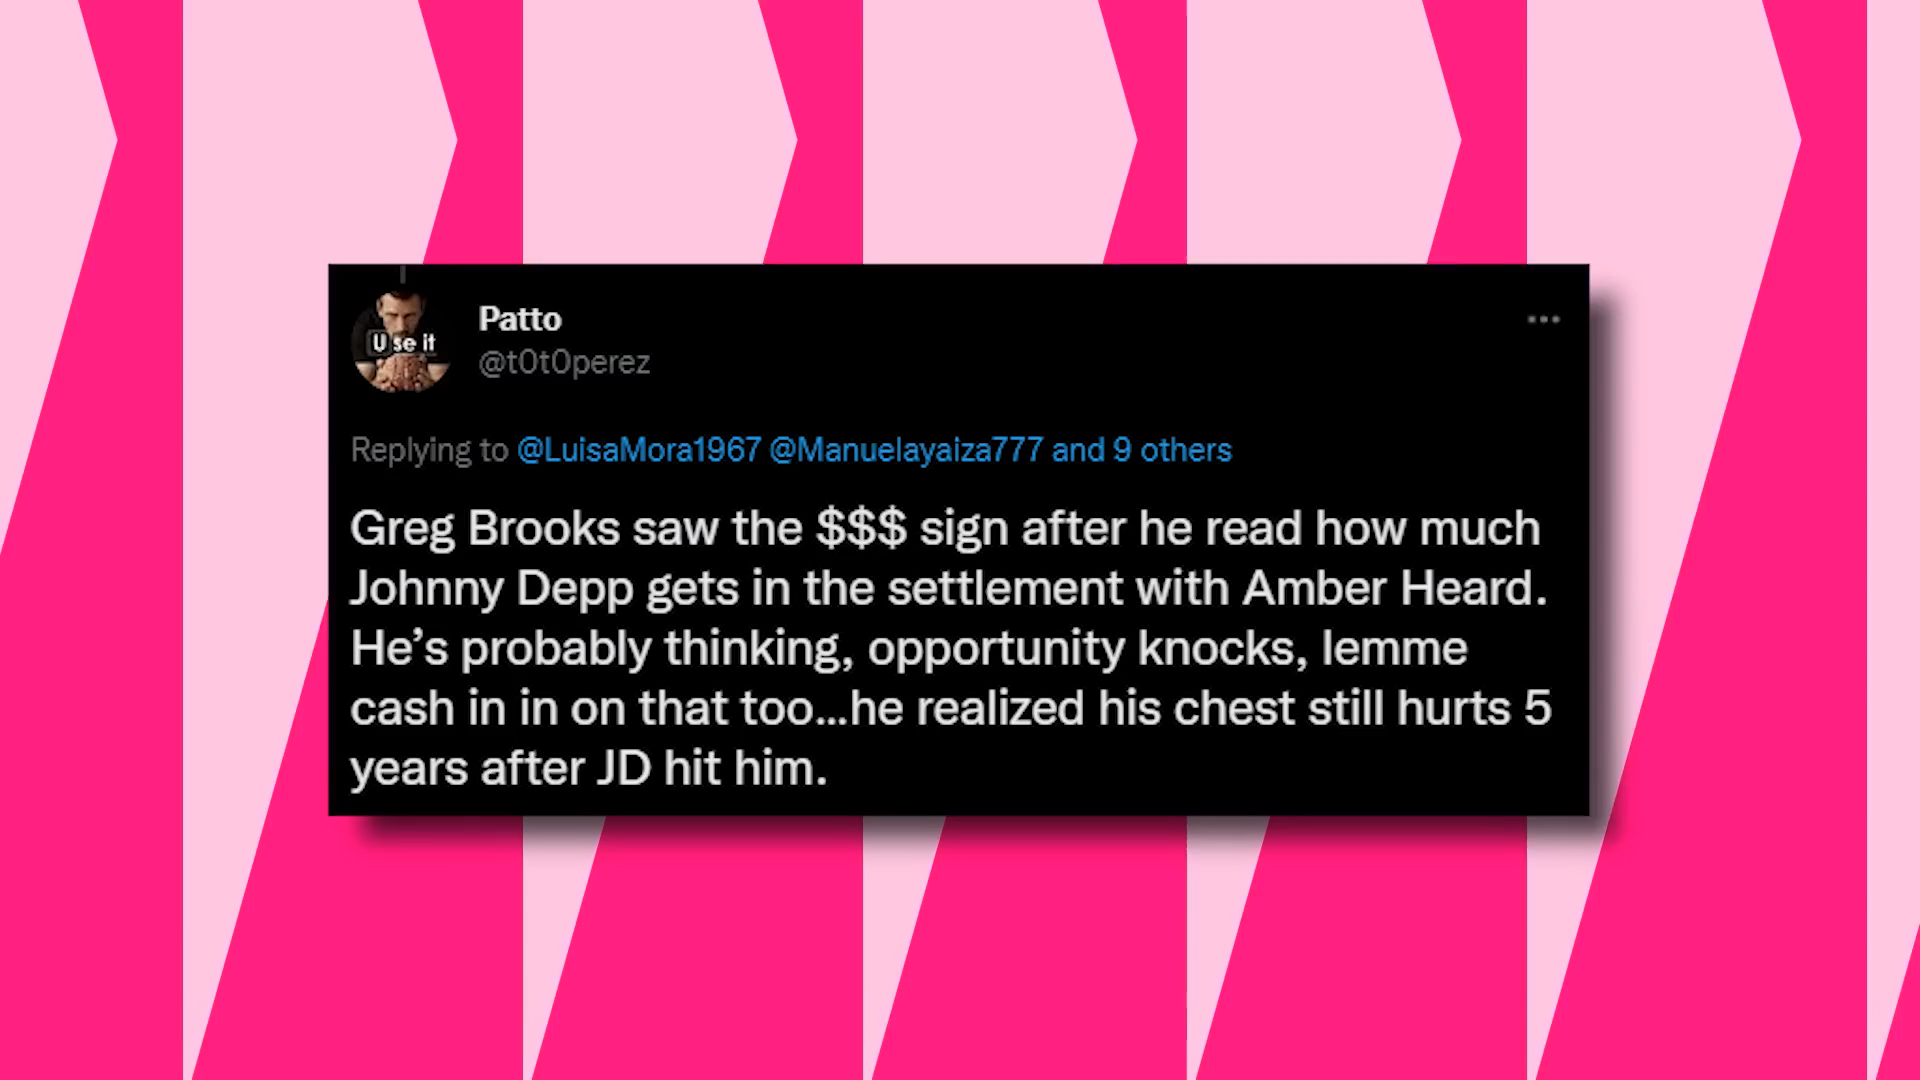 U se it
Patto
@t0t0perez
Replying to @LuisaMora1967 @Manuelayaiza777 and 9 others
Greg Brooks saw the $$$ sign after he read how much
Johnny Depp gets in the settlement with Amber Heard.
He’s probably thinking, opportunity knocks, lemme
cash in in on that too...he realized his chest still hurts 5
years after JD hit him.